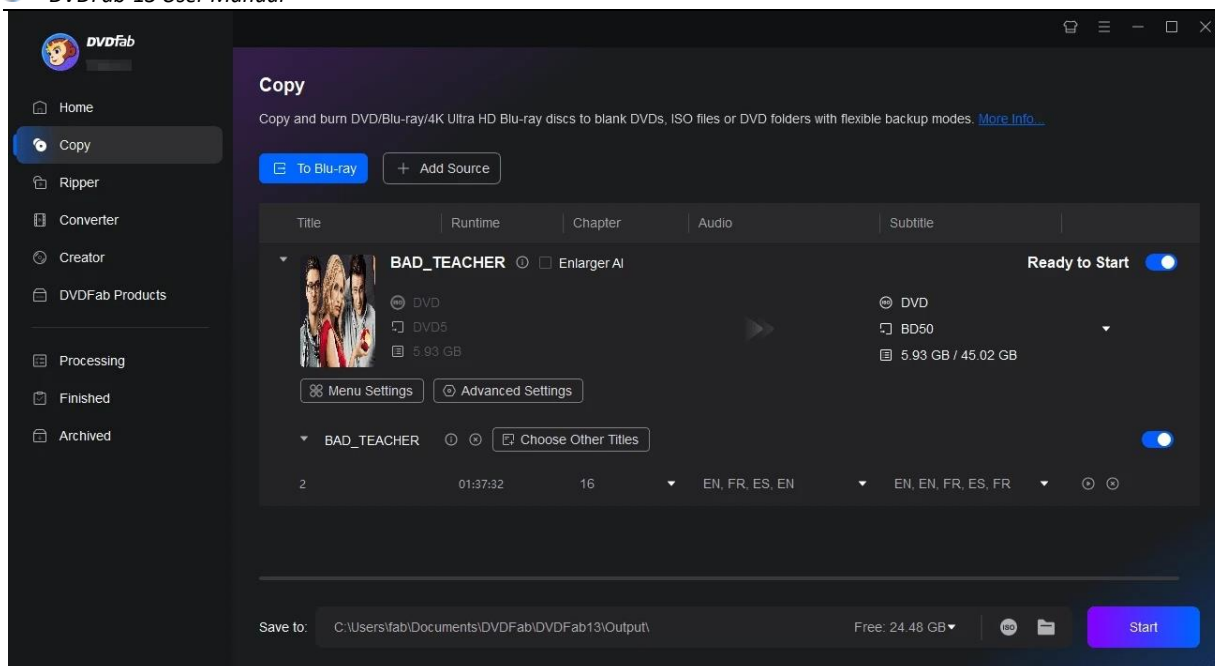 DVDFab 13 User Manual
DVDFab
Home
Copy
Ripper
Converter
Creator
DVDFab Products
Processing
Finished
Archived
Copy
Copy and burn DVD/Blu-ray/4K Ultra HD Blu-ray discs to blank DVDs, ISO files or DVD folders with flexible backup modes. More Info...
To Blu-ray + Add Source
Title Runtime Chapter Audio Subtitle
BAD_TEACHER Enlarger AI Ready to Start
ISO DVD ISO DVD
DVD5 BD50
5.93 GB 5.93 GB / 45.02 GB
Menu Settings Advanced Settings
BAD_TEACHER Choose Other Titles
2 01:37:32 16 EN, FR, ES, EN EN, EN, FR, ES, FR
Save to: C:\Users\fab\Documents\DVDFab\DVDFab13\Output\ Free: 24.48 GB ISO Start